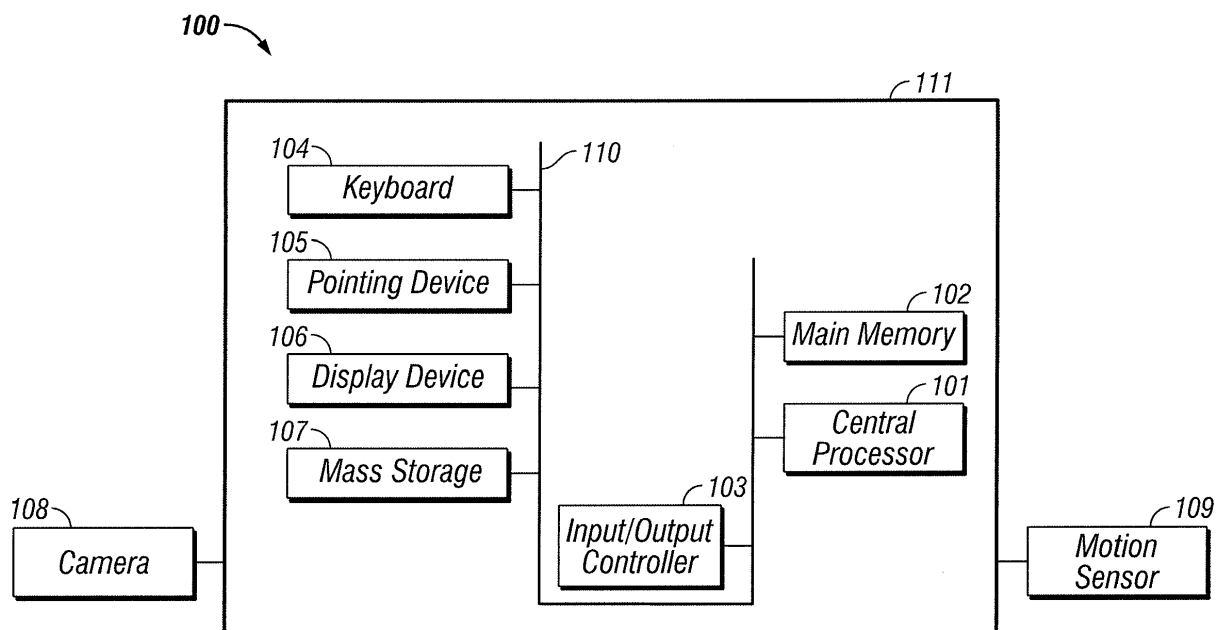 100
111
104
Keyboard
110
105
Pointing Device
102
Main Memory
106
Display Device
101
Central
Processor
107
Mass Storage
103
Input/Output
Controller
108
Camera
109
Motion
Sensor